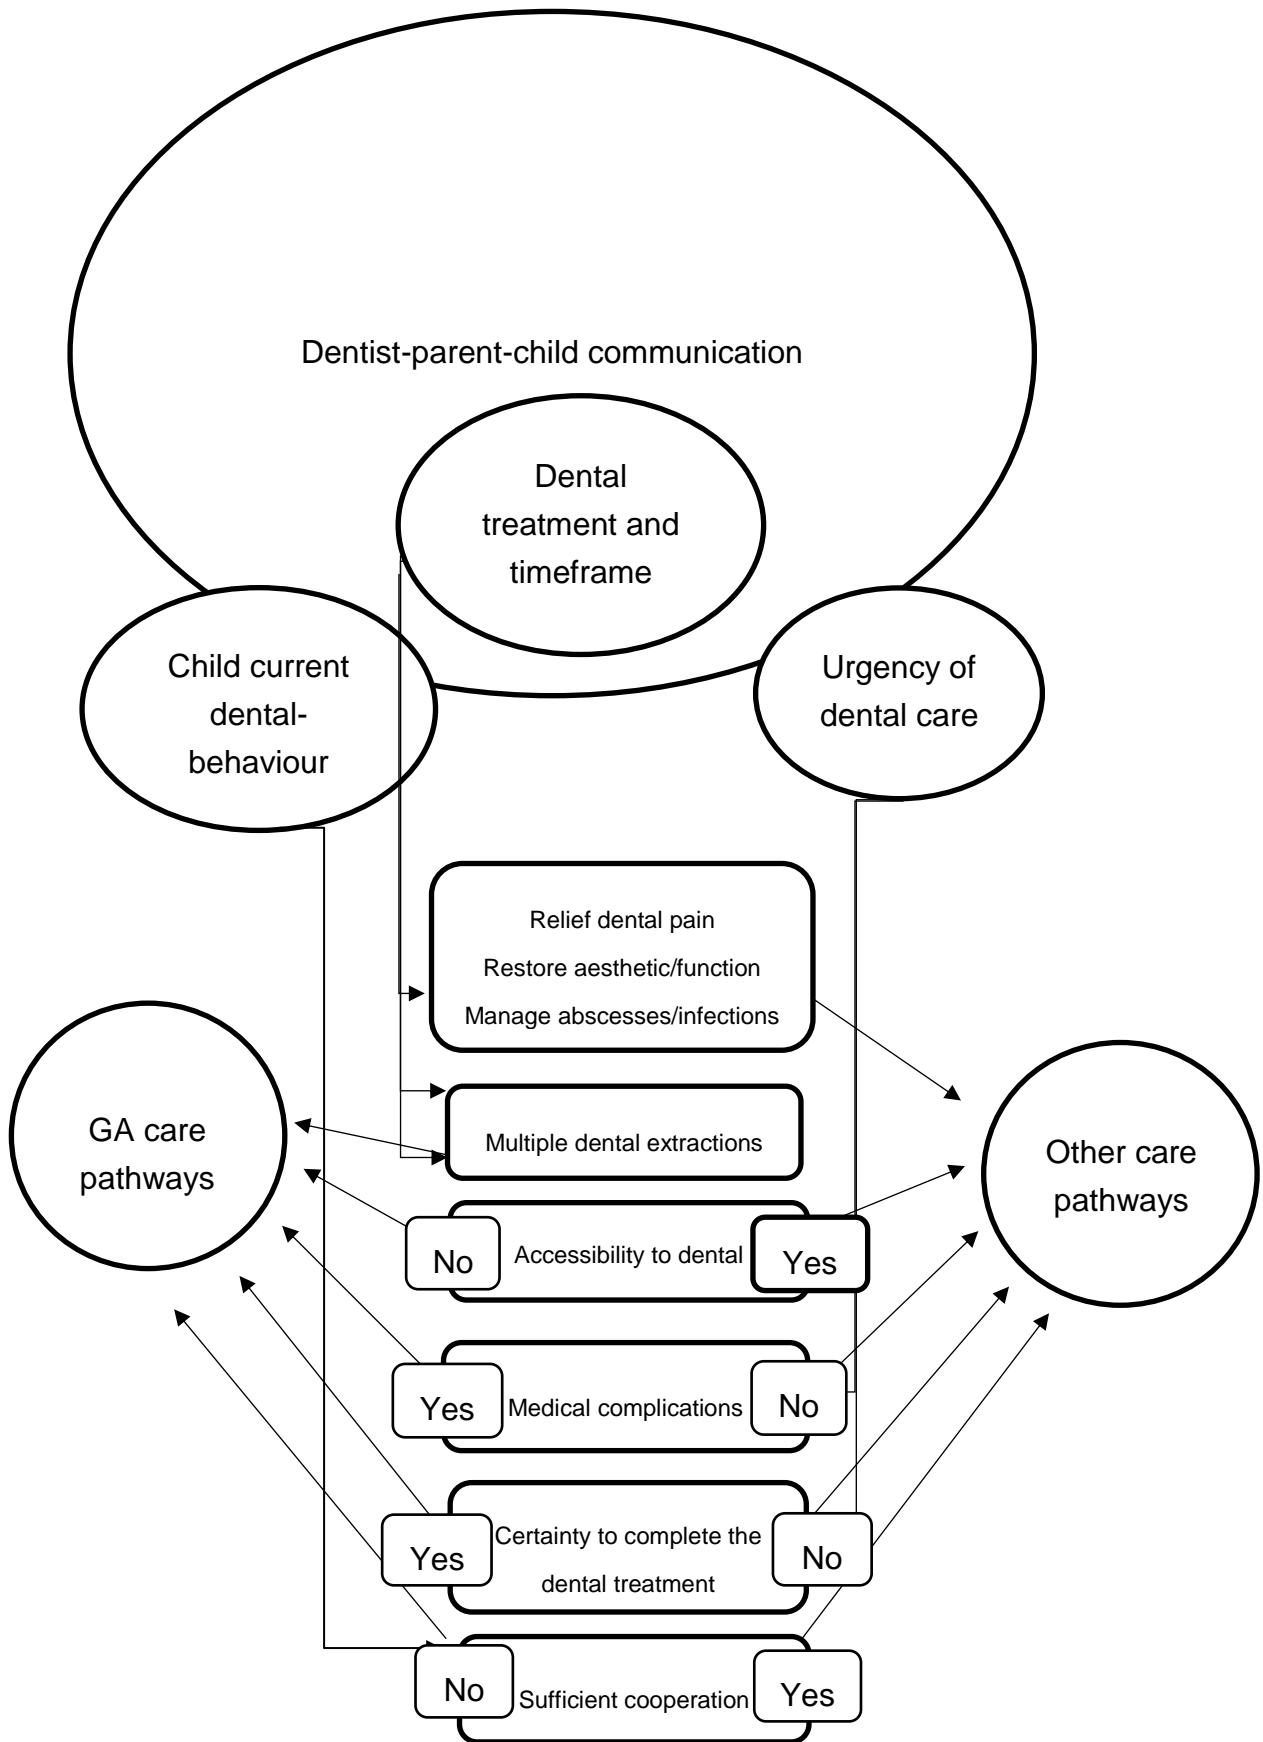 Dentist-parent-child communication
Dental
treatment and
timeframe
Child current
dental-
behaviour
Urgency of
dental care
Relief dental pain
Restore aesthetic/function
Manage abscesses/infections
GA care
pathways
Multiple dental extractions
Other care
pathways
No
Accessibility to dental
Yes
Yes
Medical complications
No
Yes
Certainty to complete the
dental treatment
No
No
Sufficient cooperation
Yes